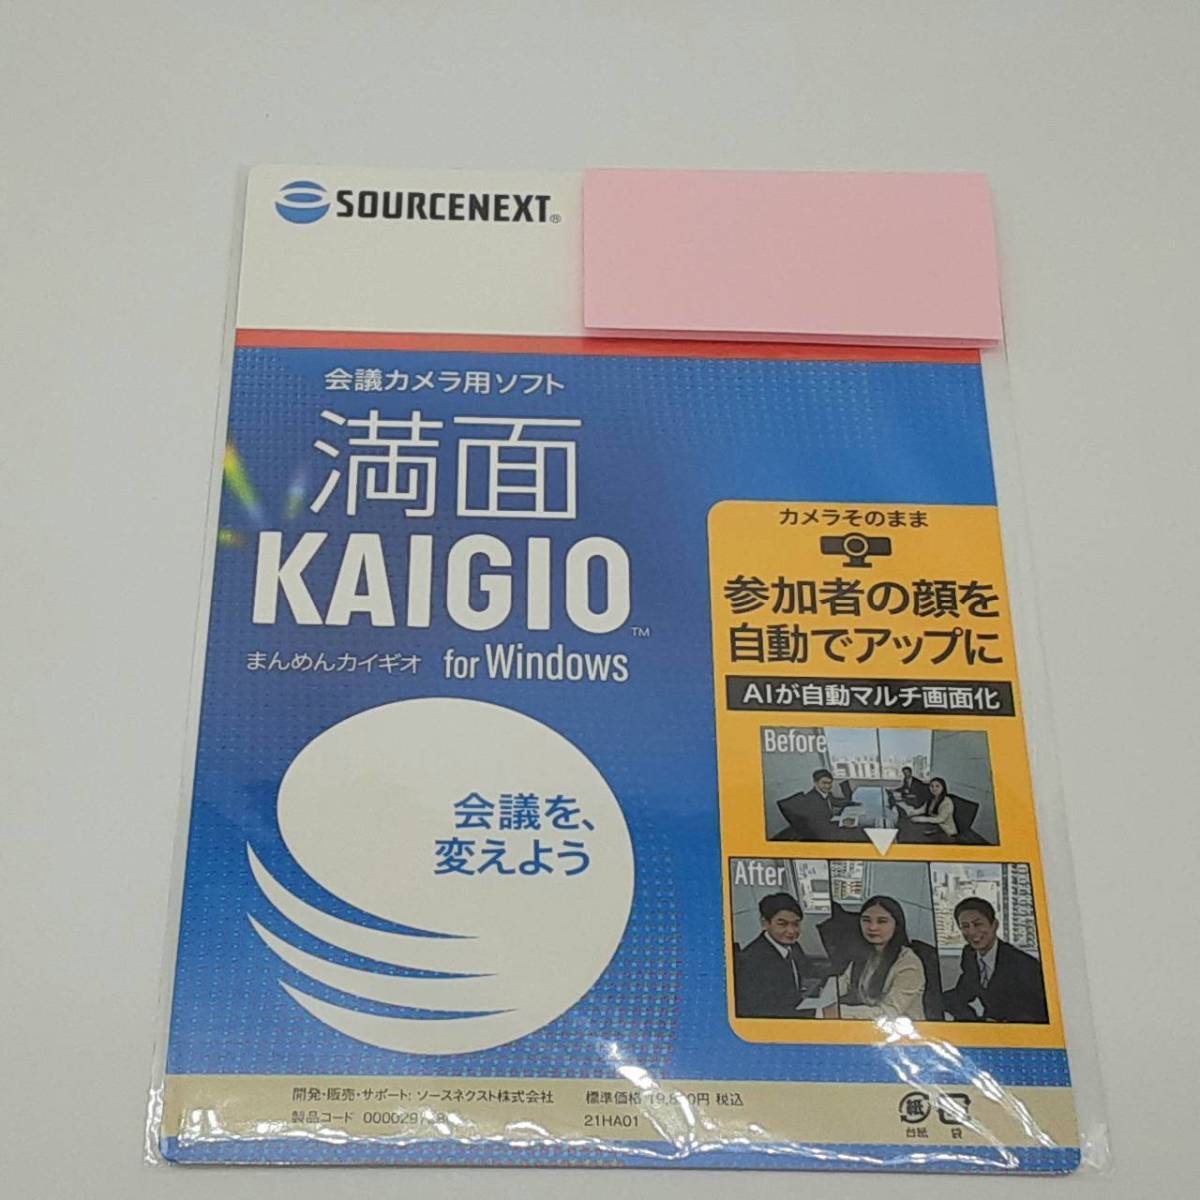 SOURCENEXT®
会議カメラ用ソフト
満面
KAIGIO™
まんめんカイギオ for Windows
会議を、
変えよう
カメラそのまま
参加者の顔を
自動でアップに
AIが自動マルチ画面化
Before
After
開発・販売・サポート: ソースネクスト株式会社
標準価格 税込
製品コード
21HA01
紙
台紙
袋